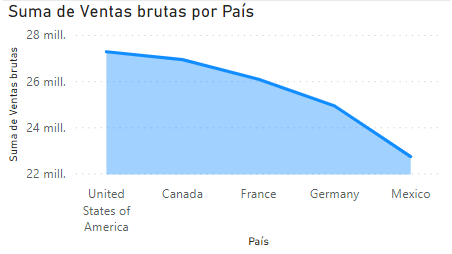 Suma de Ventas brutas por País
Suma de Ventas brutas
28 mill.
26 mill.
24 mill.
22 mill.
United States of America
Canada
France
Germany
Mexico
País